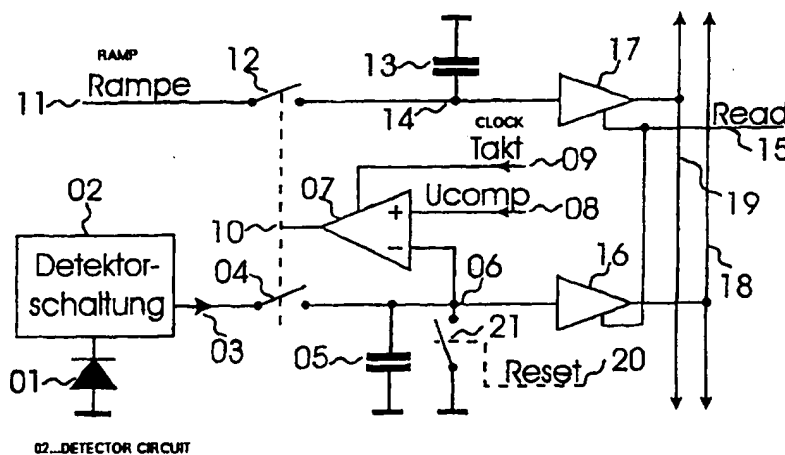 RAMP
11 Rampe
12
13
14
17
Read
15
CLOCK
Takt
09
07
Ucomp
08
10
19
02
Detektor-
schaltung
04
03
06
16
18
01
05
21
Reset
20
02...DETECTOR CIRCUIT